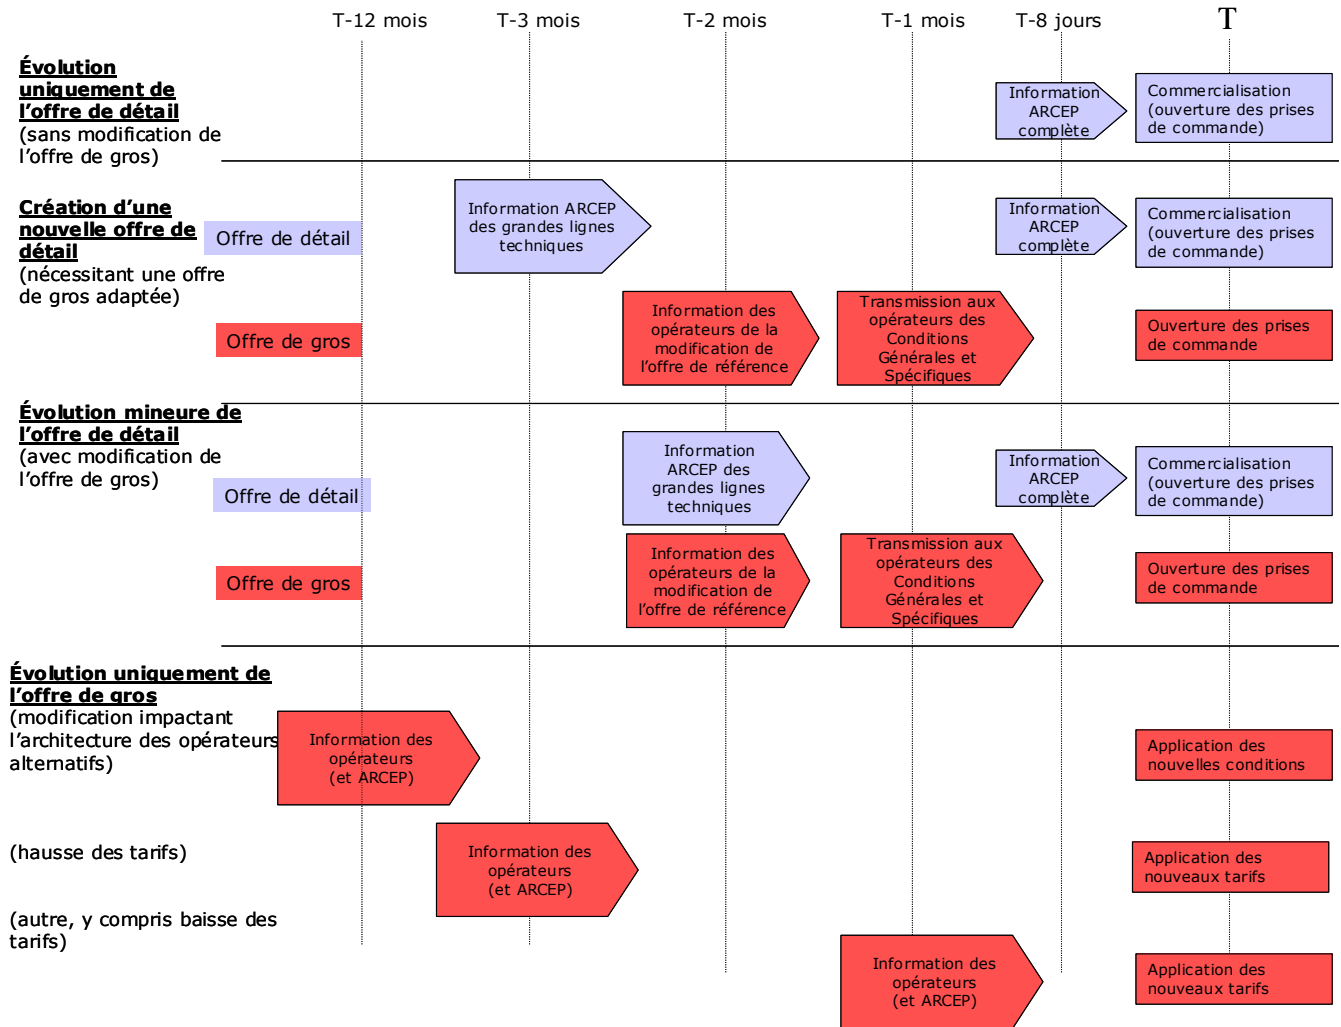 T-12 mois
T-3 mois
T-2 mois
T-1 mois
T-8 jours
T
Évolution
uniquement de
l’offre de détail
(sans modification de
l’offre de gros)
Information
ARCEP
complète
Commercialisation
(ouverture des prises
de commande)
Création d’une
nouvelle offre de
détail
(nécessitant une offre
de gros adaptée)
Offre de détail
Information ARCEP
des grandes lignes
techniques
Information
ARCEP
complète
Commercialisation
(ouverture des prises
de commande)
Offre de gros
Information des
opérateurs de la
modification de
l’offre de référence
Transmission aux
opérateurs des
Conditions
Générales et
Spécifiques
Ouverture des prises
de commande
Évolution mineure de
l’offre de détail
(avec modification de
l’offre de gros)
Offre de détail
Information
ARCEP des
grandes lignes
techniques
Information
ARCEP
complète
Commercialisation
(ouverture des prises
de commande)
Offre de gros
Information des
opérateurs de la
modification de
l’offre de référence
Transmission aux
opérateurs des
Conditions
Générales et
Spécifiques
Ouverture des prises
de commande
Évolution uniquement de
l’offre de gros
(modification impactant
l’architecture des opérateurs
alternatifs)
Information des
opérateurs
(et ARCEP)
Application des
nouvelles conditions
(hausse des tarifs)
Information des
opérateurs
(et ARCEP)
Application des
nouveaux tarifs
(autre, y compris baisse des
tarifs)
Information des
opérateurs
(et ARCEP)
Application des
nouveaux tarifs